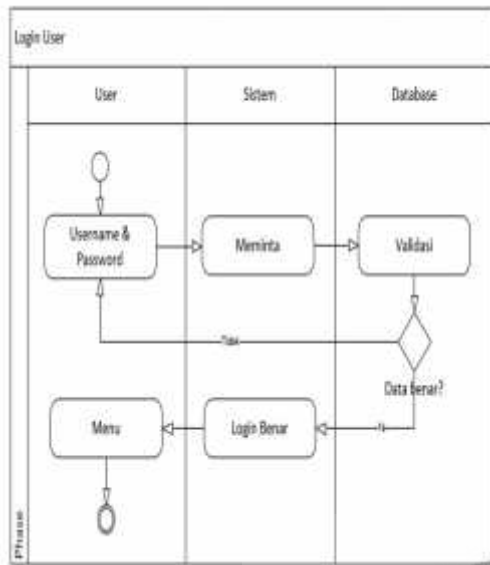 Login User
User
Sistem
Database
Username &
Password
Meminta
Validasi
Data benar?
Menu
Login Benar
Phase